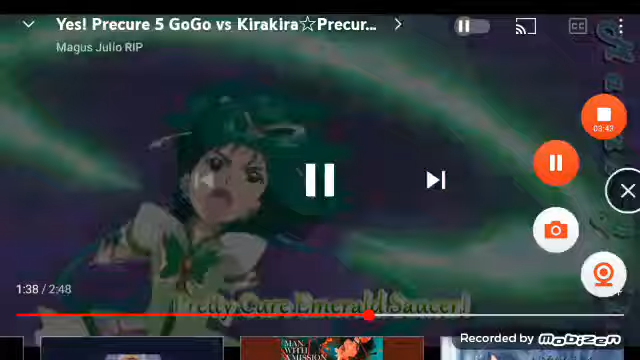 Yes! Precure 5 GoGo vs Kirakira☆Precur...
Magus Julio RIP
CC
03:43
1:38 / 2:48
Pretty Cure Emerald Saucer!
MAN
WITH
A MISSION
Recorded by MOBIZEN